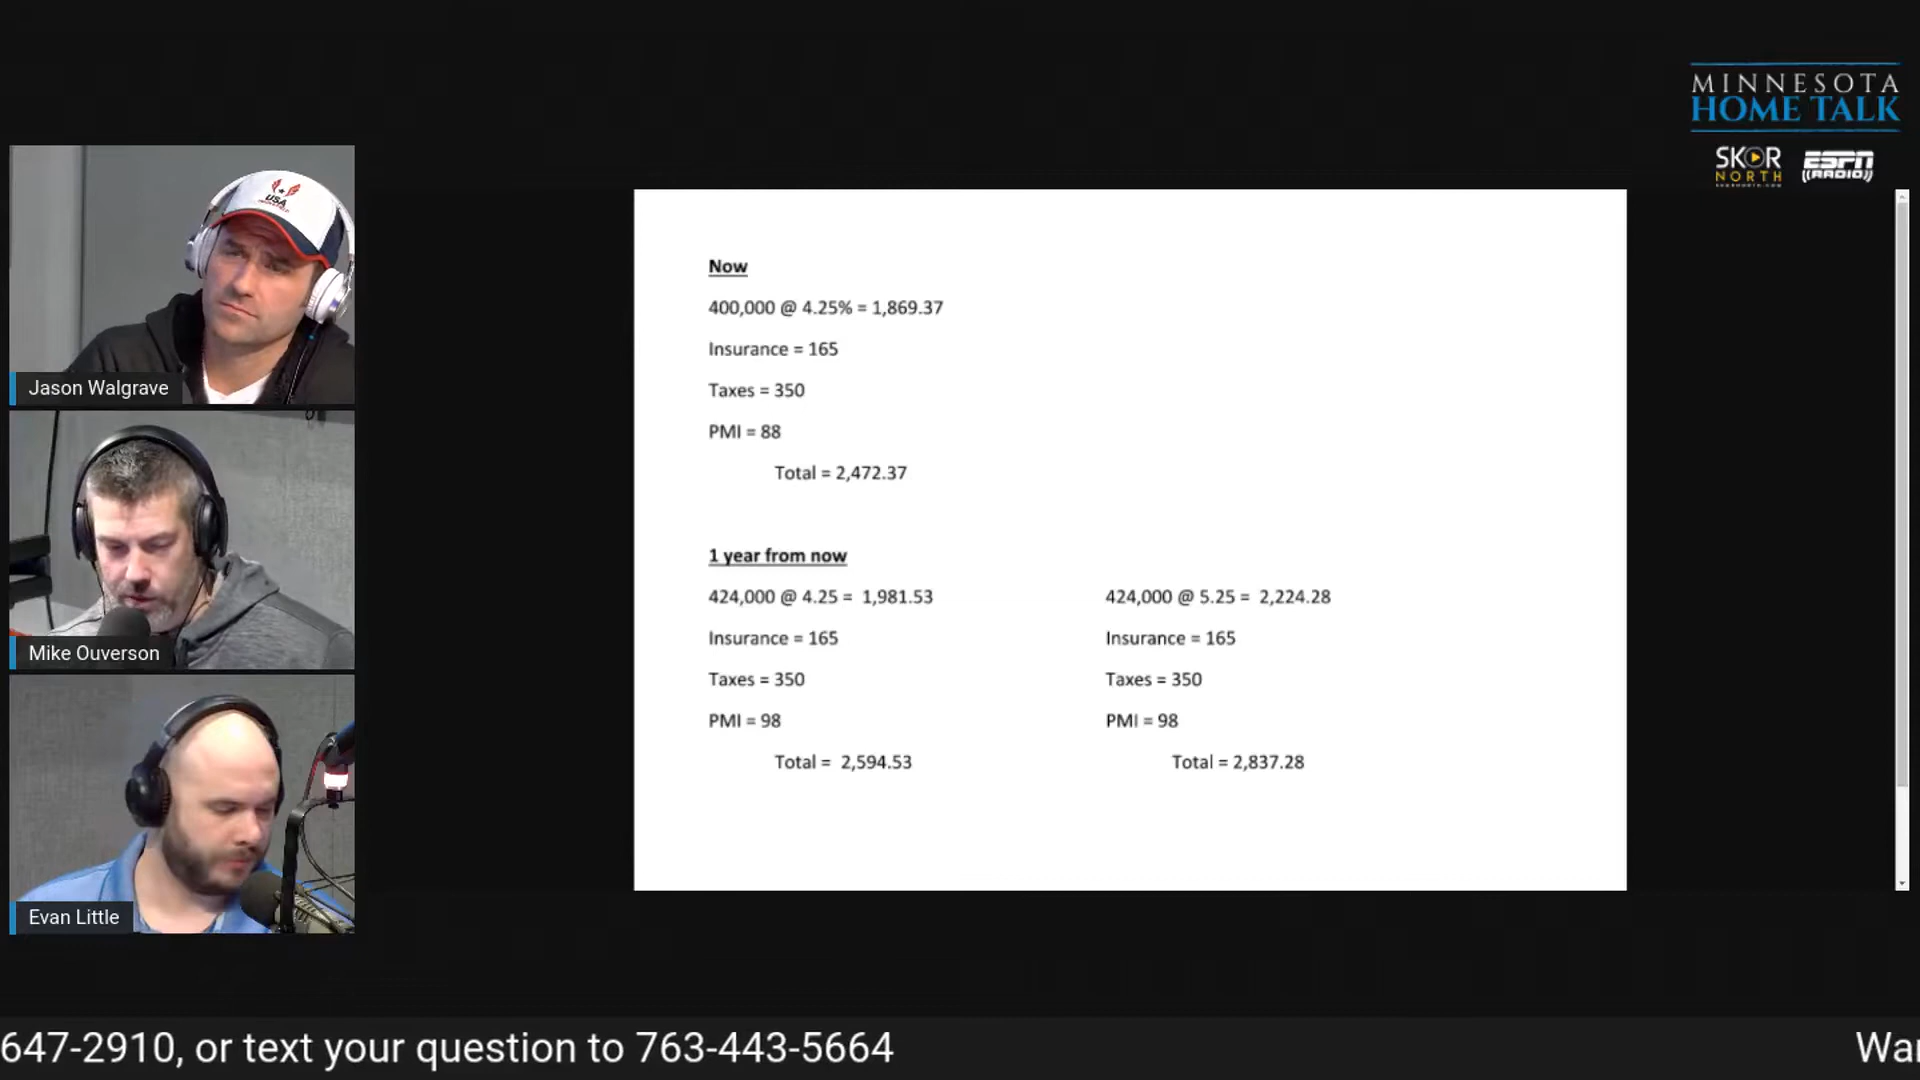 MINNESOTA
HOME TALK
SKOR
NORTH
ESPN
RADIO
USA
Jason Walgrave
Mike Ouverson
Evan Little
Now
400,000 @ 4.25% = 1,869.37
Insurance = 165
Taxes = 350
PMI = 88
Total = 2,472.37
1 year from now
424,000 @ 4.25 = 1,981.53
Insurance = 165
Taxes = 350
PMI = 98
Total = 2,594.53
424,000 @ 5.25 = 2,224.28
Insurance = 165
Taxes = 350
PMI = 98
Total = 2,837.28
647-2910, or text your question to 763-443-5664